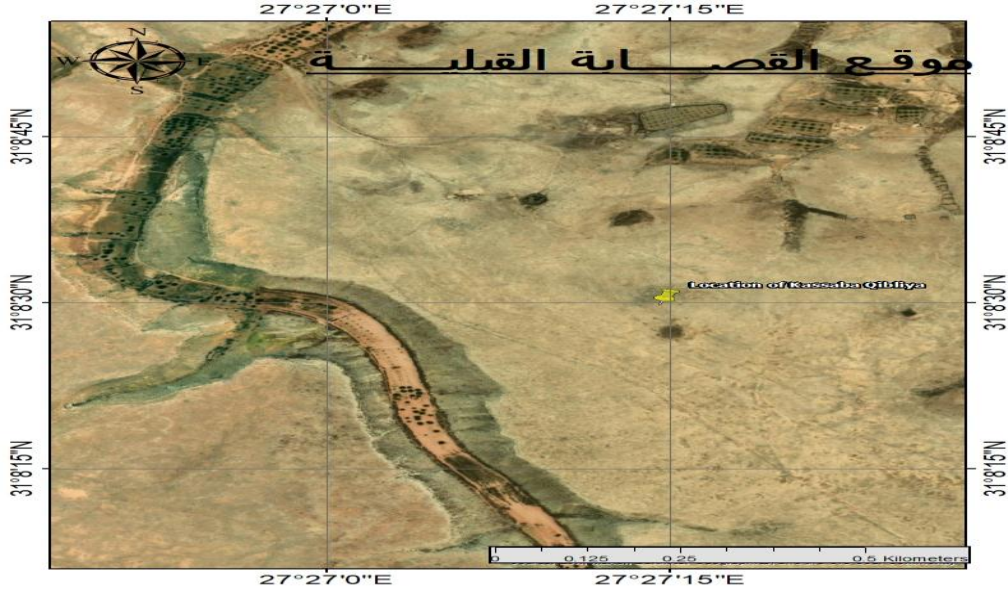 27°27'0"E 27°27'15"E
N
W E
S
موقع القصـــــابة القبليـــــــة
31°8'45"N 31°8'45"N
Location of Kassaba Qibliya
31°8'30"N 31°8'30"N
31°8'15"N 31°8'15"N
0 0.125 0.25 0.5 Kilometers
27°27'0"E 27°27'15"E